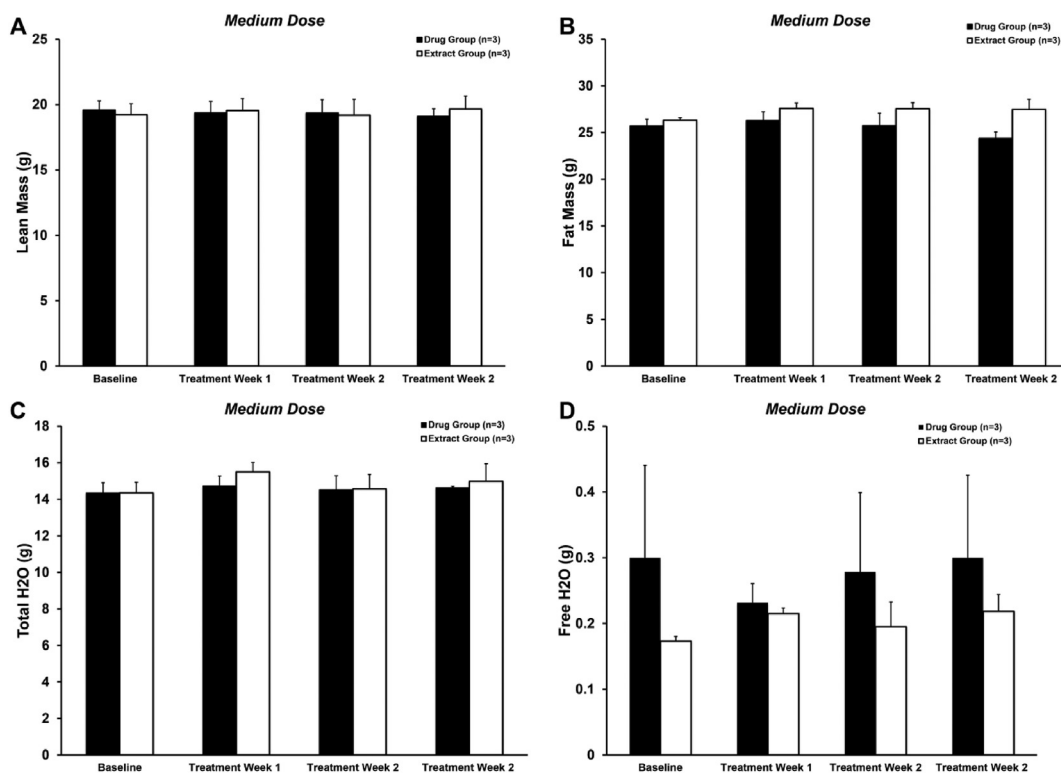 A
Medium Dose
Drug Group (n=3)
Extract Group (n=3)
Lean Mass (g)
25
20
15
10
5
0
Baseline Treatment Week 1 Treatment Week 2 Treatment Week 2
B
Medium Dose
Drug Group (n=3)
Extract Group (n=3)
Fat Mass (g)
35
30
25
20
15
10
5
0
Baseline Treatment Week 1 Treatment Week 2 Treatment Week 2
C
Medium Dose
Drug Group (n=3)
Extract Group (n=3)
Total H2O (g)
18
16
14
12
10
8
6
4
2
0
Baseline Treatment Week 1 Treatment Week 2 Treatment Week 2
D
Medium Dose
Drug Group (n=3)
Extract Group (n=3)
Free H2O (g)
0.5
0.4
0.3
0.2
0.1
0
Baseline Treatment Week 1 Treatment Week 2 Treatment Week 2